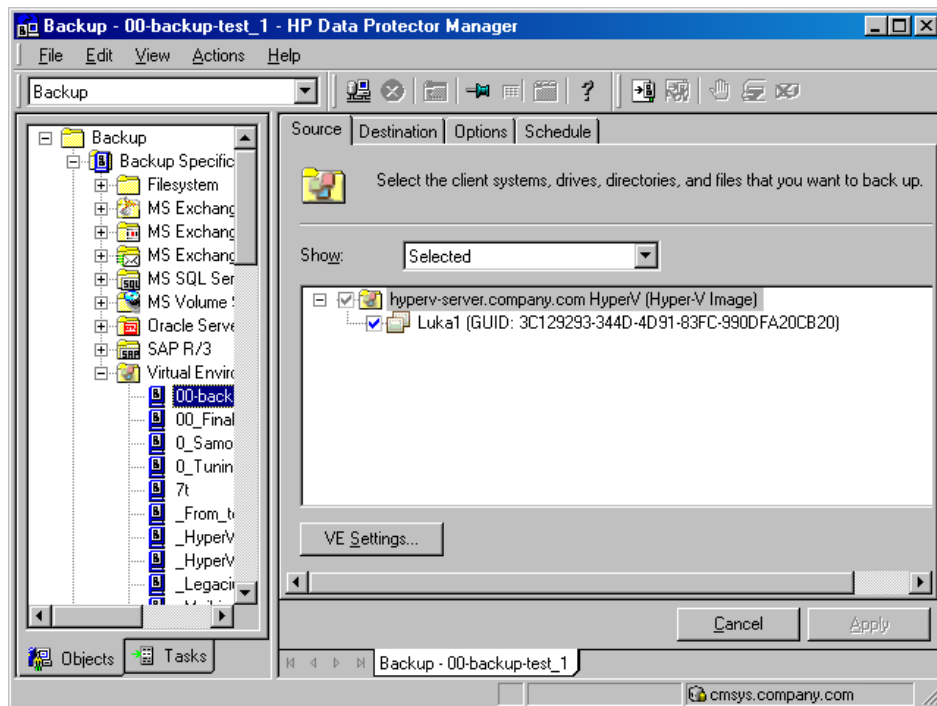 Backup - 00-backup-test_1 - HP Data Protector Manager
File Edit View Actions Help
Backup
Source Destination Options Schedule
Select the client systems, drives, directories, and files that you want to back up.
Show: Selected
hyperv-server.company.com HyperV (Hyper-V Image)
Luka1 (GUID: 3C129293-344D-4D91-83FC-990DFA20CB20)
VE Settings...
Cancel Apply
Backup
Backup Specific
Filesystem
MS Exchang
MS Exchang
MS Exchang
MS SQL Ser
MS Volume
Oracle Serve
SAP R/3
Virtual Enviro
00-back
00_Final
0_Samo
0_Tunin
7t
_From_t
_HyperV
_HyperV
_Legaci
Objects Tasks
Backup - 00-backup-test_1
cmsys.company.com